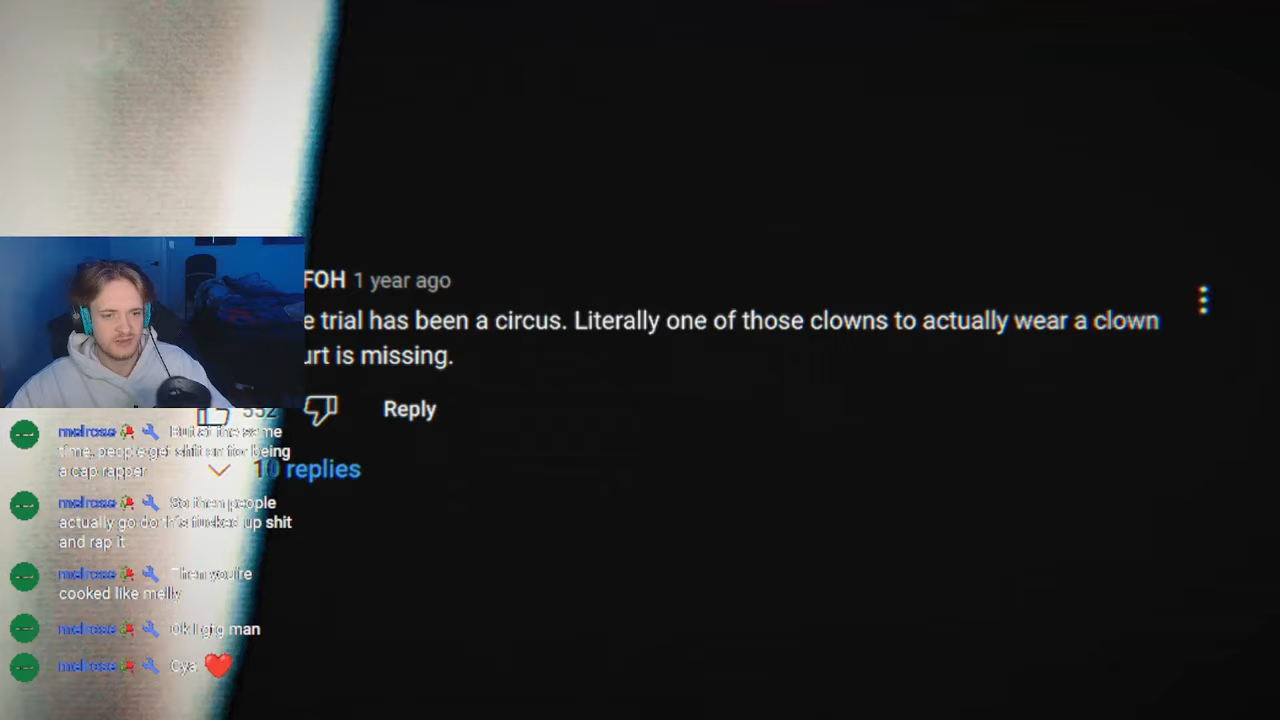 FOH 1 year ago
e trial has been a circus. Literally one of those clowns to actually wear a clown
urt is missing.
552
Reply
10 replies
melrose But at the same
time, people get shit on for being
a cap rapper
melrose So then people
actually go do this fucked up shit
and rap it
melrose Then you're
cooked like melly
melrose Ok I gtg man
melrose Cya